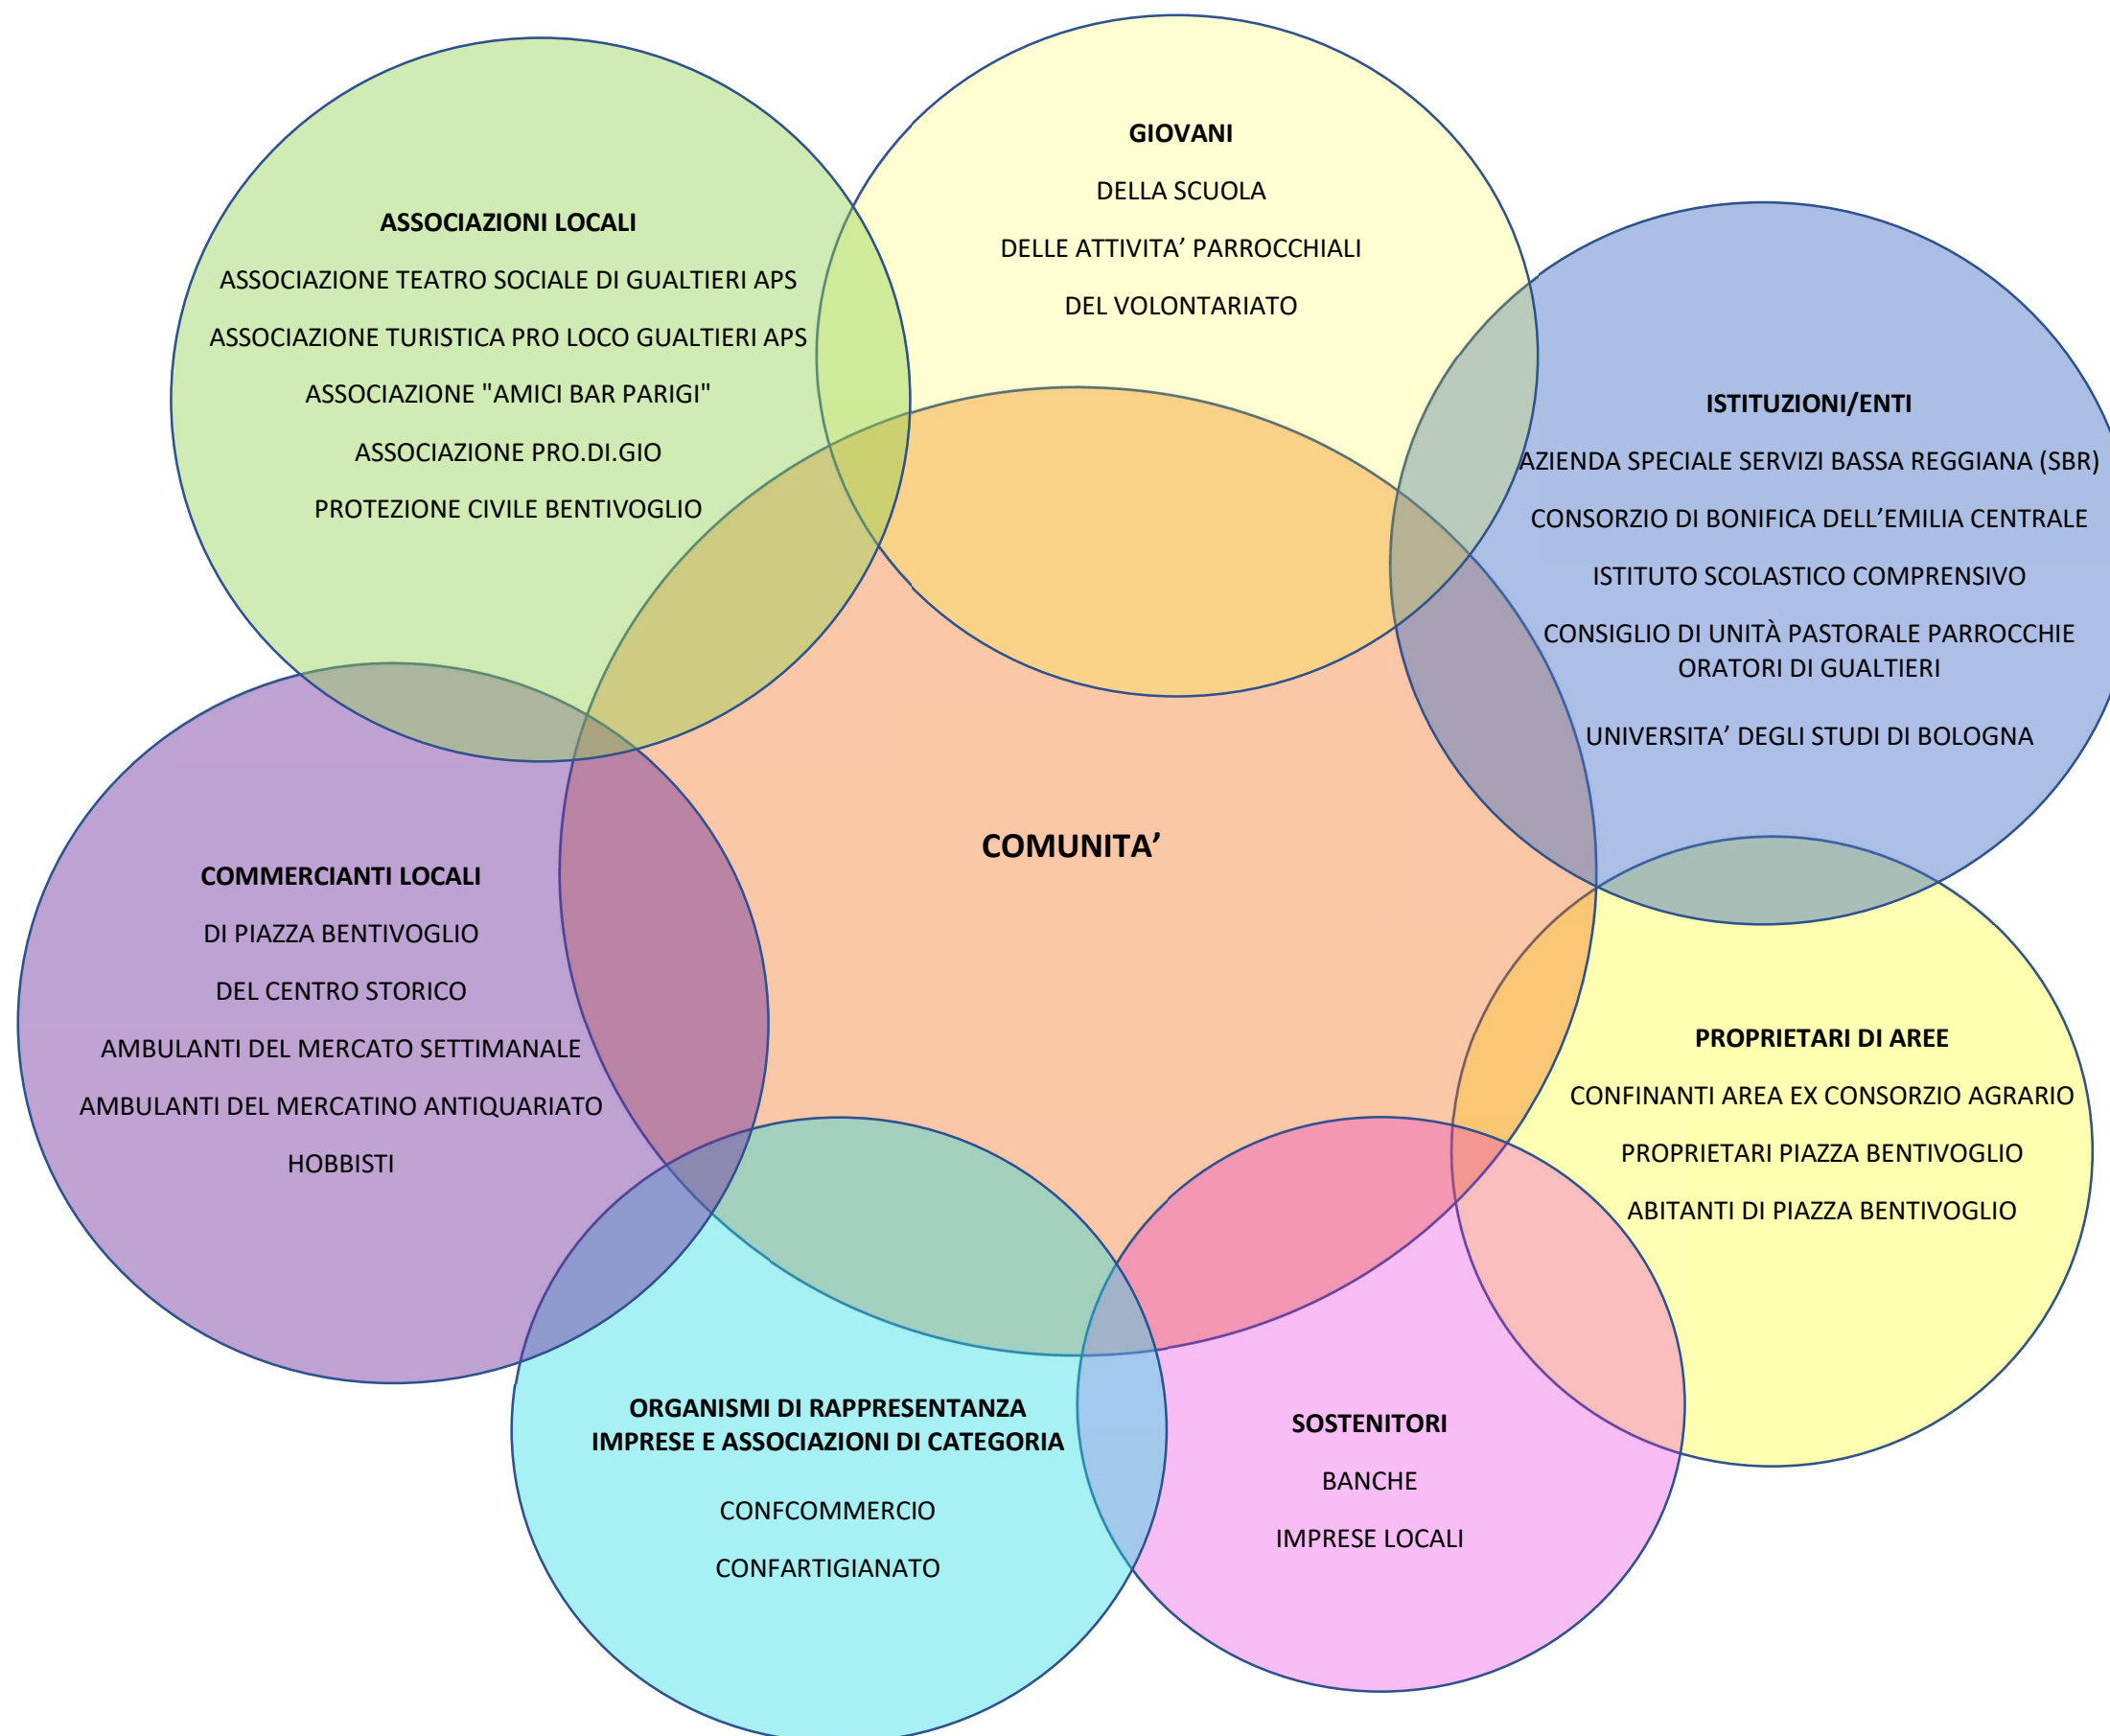 GIOVANI
DELLA SCUOLA
DELLE ATTIVITA’ PARROCCHIALI
DEL VOLONTARIATO
ASSOCIAZIONI LOCALI
ASSOCIAZIONE TEATRO SOCIALE DI GUALTIERI APS
ASSOCIAZIONE TURISTICA PRO LOCO GUALTIERI APS
ASSOCIAZIONE "AMICI BAR PARIGI"
ASSOCIAZIONE PRO.DI.GIO
PROTEZIONE CIVILE BENTIVOGLIO
ISTITUZIONI/ENTI
AZIENDA SPECIALE SERVIZI BASSA REGGIANA (SBR)
CONSORZIO DI BONIFICA DELL’EMILIA CENTRALE
ISTITUTO SCOLASTICO COMPRENSIVO
CONSIGLIO DI UNITÀ PASTORALE PARROCCHIE
ORATORI DI GUALTIERI
UNIVERSITA’ DEGLI STUDI DI BOLOGNA
COMUNITA’
COMMERCIANTI LOCALI
DI PIAZZA BENTIVOGLIO
DEL CENTRO STORICO
AMBULANTI DEL MERCATO SETTIMANALE
AMBULANTI DEL MERCATINO ANTIQUARIATO
HOBBISTI
PROPRIETARI DI AREE
CONFINANTI AREA EX CONSORZIO AGRARIO
PROPRIETARI PIAZZA BENTIVOGLIO
ABITANTI DI PIAZZA BENTIVOGLIO
ORGANISMI DI RAPPRESENTANZA
IMPRESE E ASSOCIAZIONI DI CATEGORIA
CONFCOMMERCIO
CONFARTIGIANATO
SOSTENITORI
BANCHE
IMPRESE LOCALI